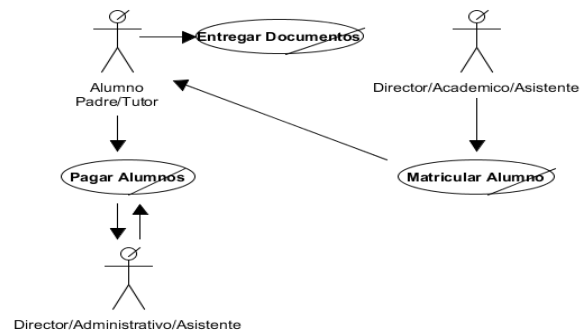 Entregar Documentos
Alumno
Padre/Tutor
Director/Academico/Asistente
Pagar Alumnos
Matricular Alumno
Director/Administrativo/Asistente